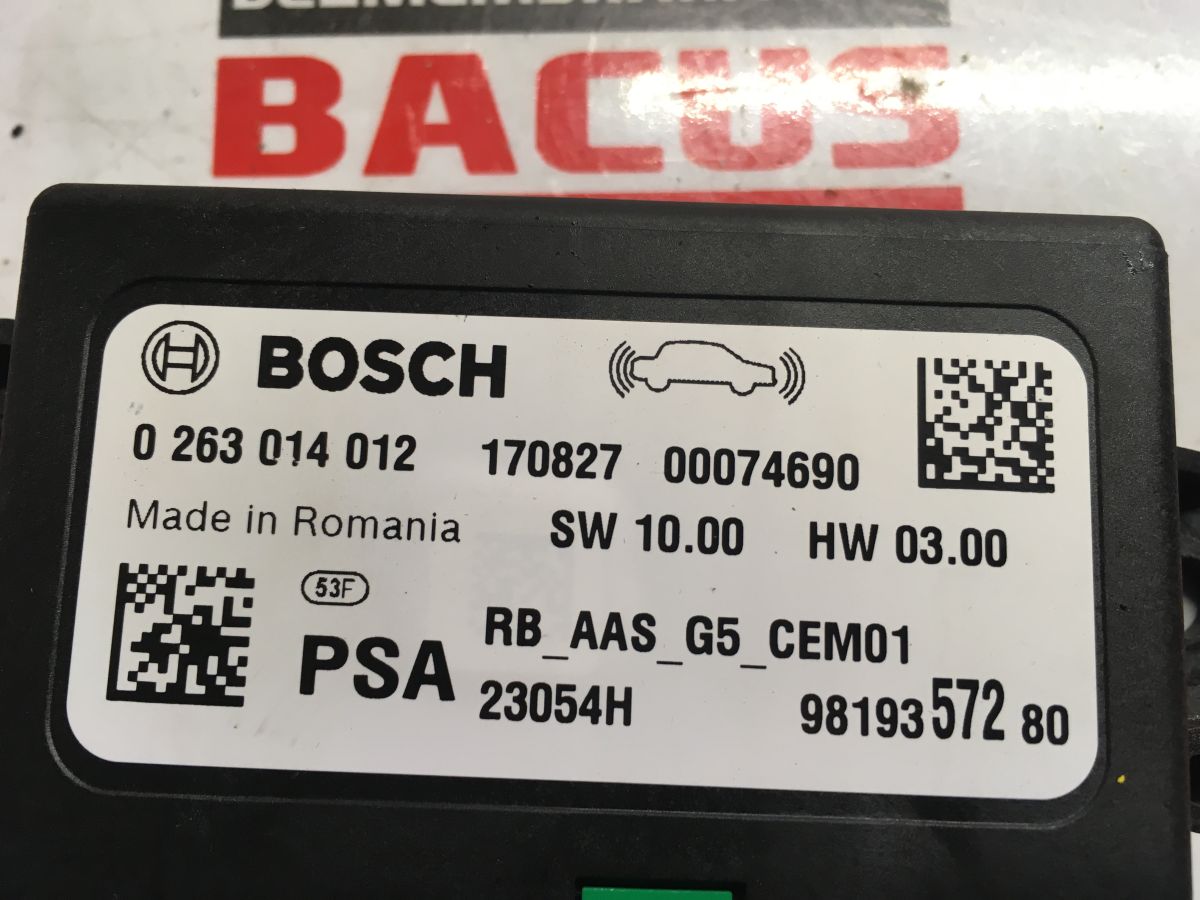 BACUS
BOSCH
0 263 014 012 170827 00074690
Made in Romania SW 10.00 HW 03.00
53F
PSA RB_AAS_G5_CEM01
23054H 98193 572 80